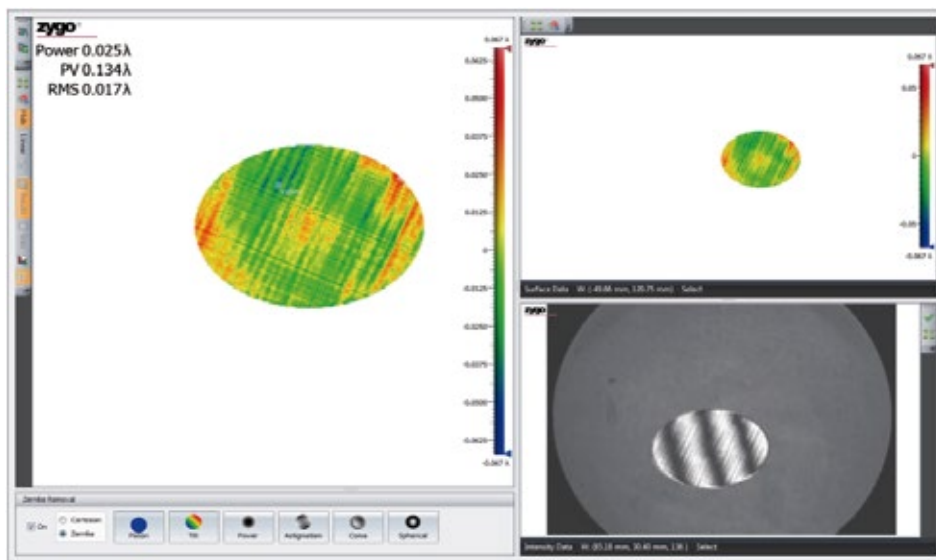 zygo
Power 0.025λ
PV 0.134λ
RMS 0.017λ
0.067 λ
0.0625
0.0500
0.0375
0.0250
0.0125
0
-0.0125
-0.0250
-0.0375
-0.0500
-0.0625
-0.067 λ
zygo
0.067 λ
0.05
0
-0.05
-0.067 λ
Surface Data
Select
zygo
Zernike Removal
On
Cartesian
Zernike
Piston
Tilt
Power
Astigmatism
Coma
Spherical
Intensity Data
Select